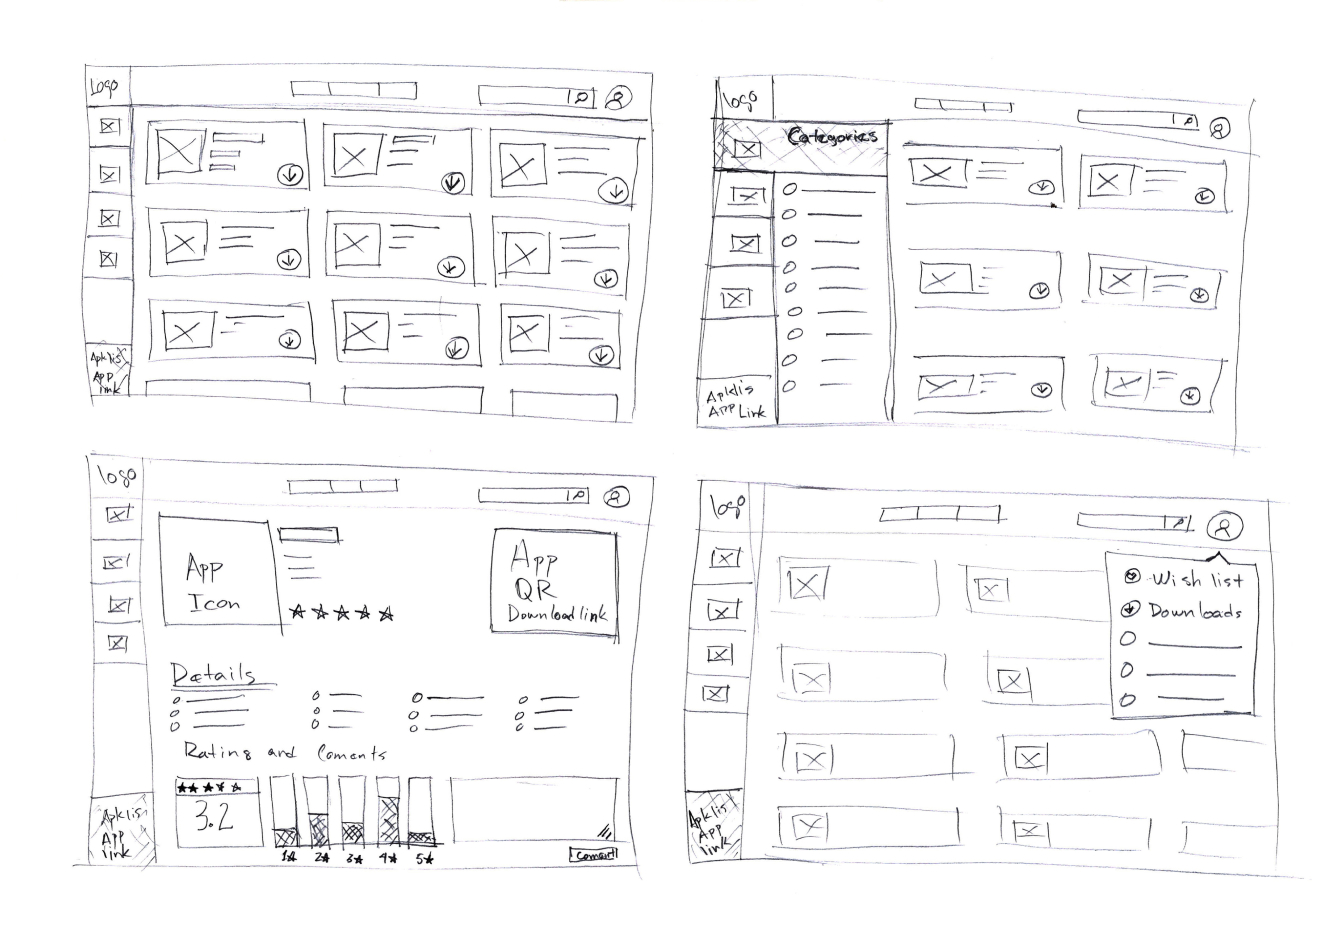 Logo
Apklis
App
link
logo
Categories
Apklis
App Link
logo
App
Icon
App
QR
Download link
Details
Rating and Coments
3.2
1★ 2★ 3★ 4★ 5★
Coment
Apklis
App
link
logo
Wish list
Downloads
Apklis
App
link